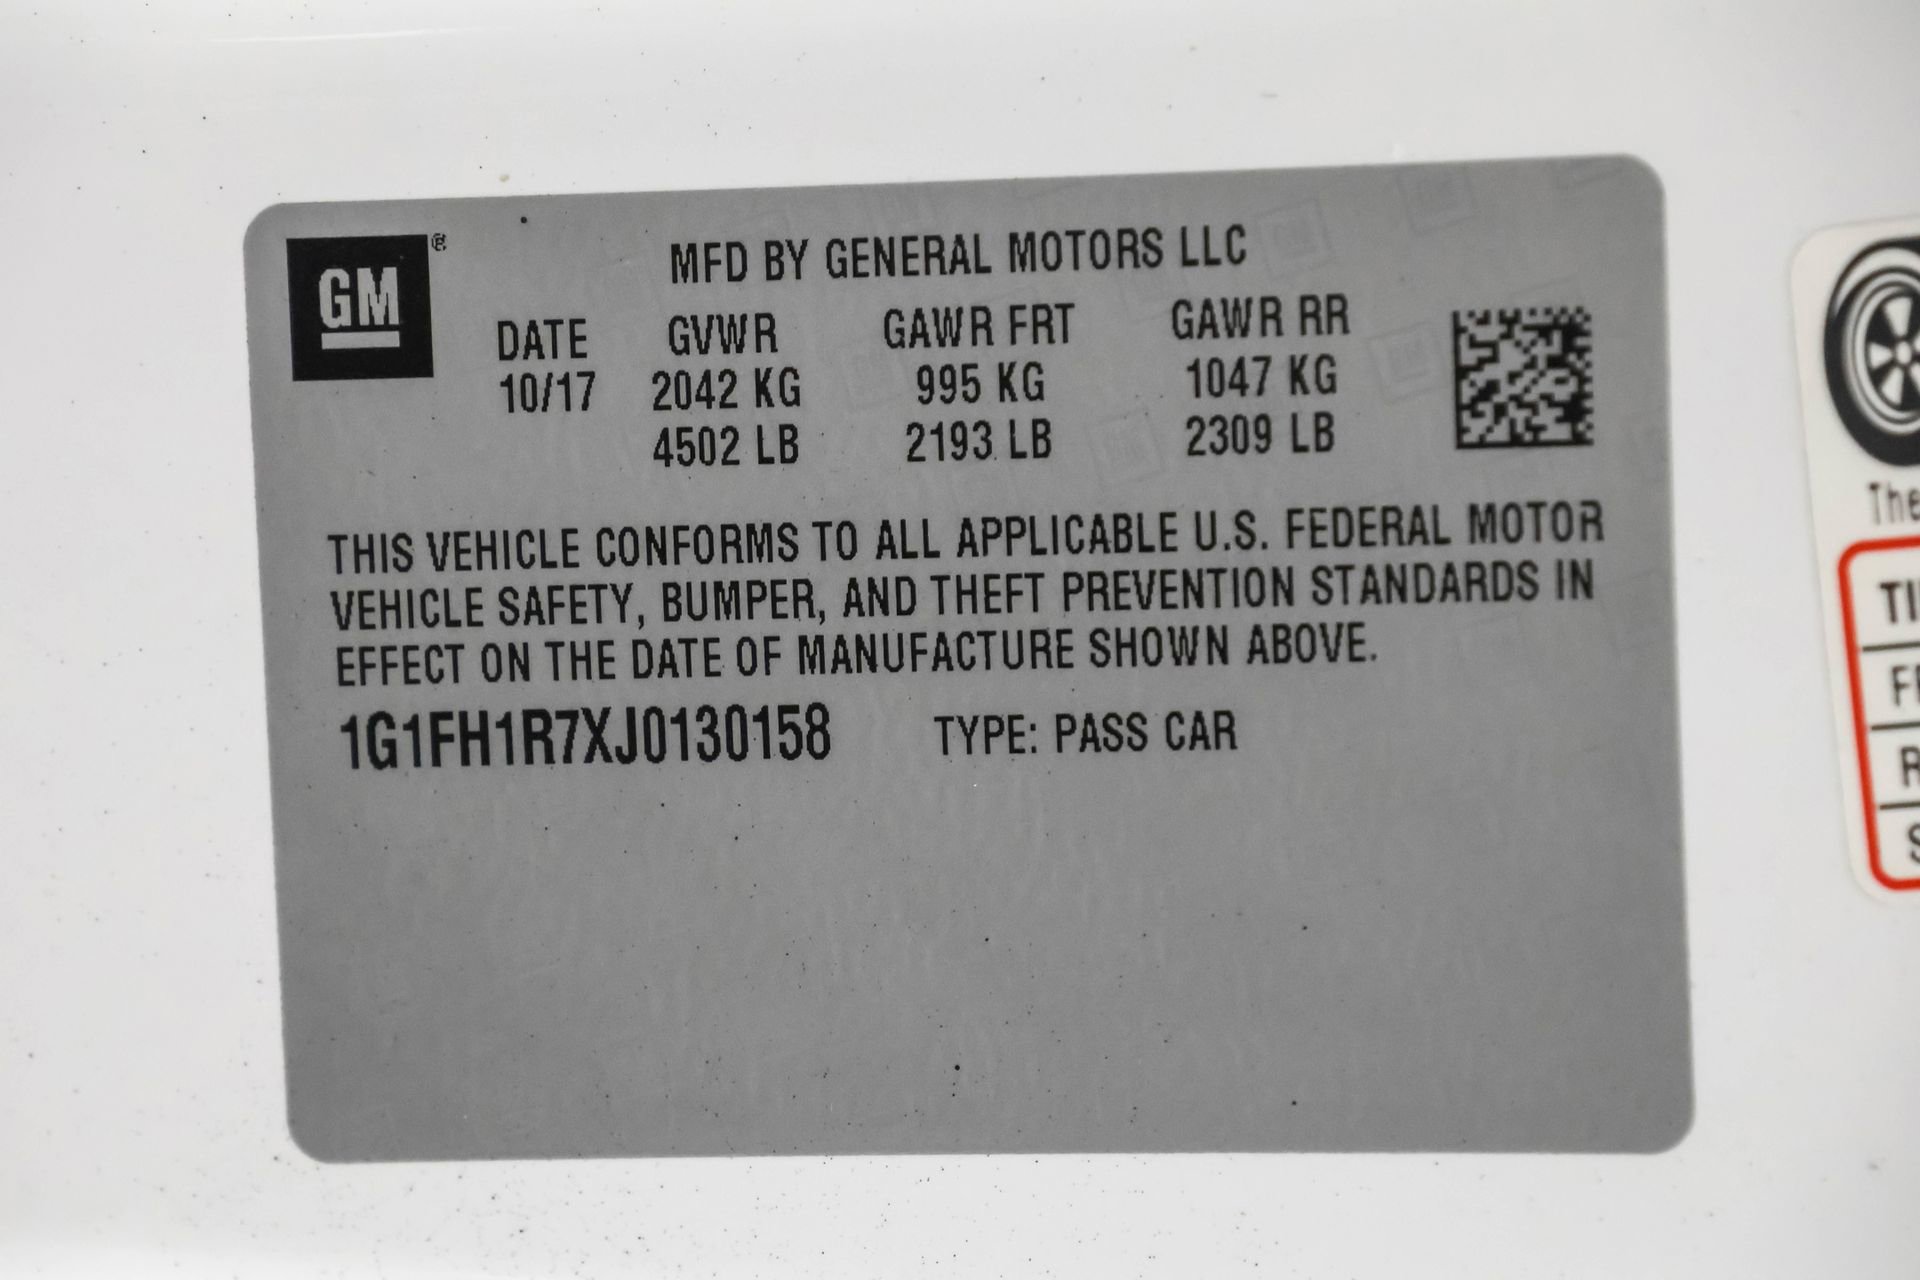 GM®
MFD BY GENERAL MOTORS LLC
DATE GVWR GAWR FRT GAWR RR
10/17 2042 KG 995 KG 1047 KG
4502 LB 2193 LB 2309 LB
THIS VEHICLE CONFORMS TO ALL APPLICABLE U.S. FEDERAL MOTOR
VEHICLE SAFETY, BUMPER, AND THEFT PREVENTION STANDARDS IN
EFFECT ON THE DATE OF MANUFACTURE SHOWN ABOVE.
1G1FH1R7XJ0130158 TYPE: PASS CAR
The